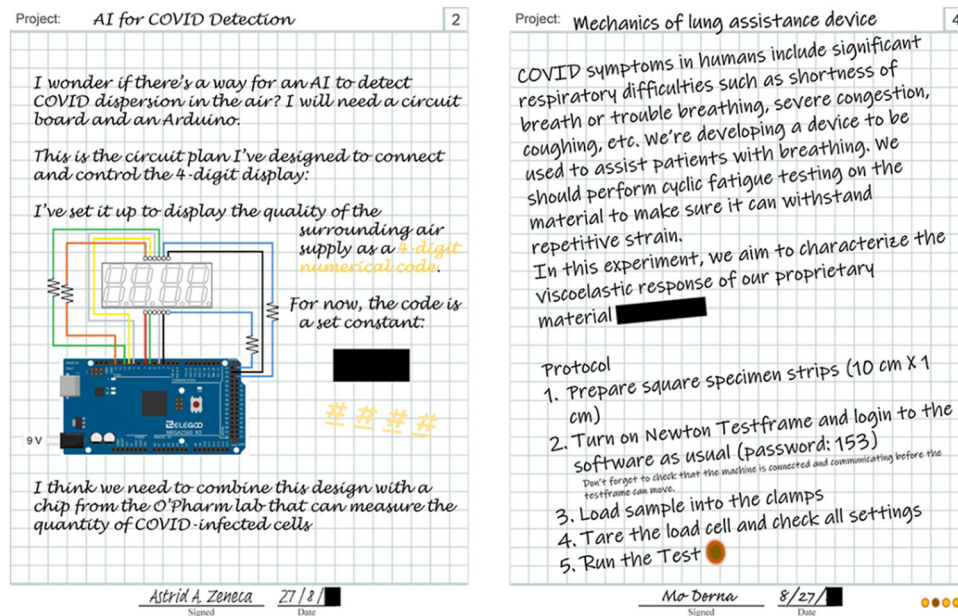 Project: AI for COVID Detection 2
I wonder if there's a way for an AI to detect
COVID dispersion in the air? I will need a circuit
board and an Arduino.
This is the circuit plan I've designed to connect
and control the 4-digit display:
I've set it up to display the quality of the
surrounding air
supply as a 4-digit
numerical code.
For now, the code is
a set constant:
# # # #
ELEGOO
MEGA2560 R3
9 V
I think we need to combine this design with a
chip from the O'Pharm lab that can measure the
quantity of COVID-infected cells
Astrid A. Zeneca 27/8/
Signed Date
Project: Mechanics of lung assistance device 4
COVID symptoms in humans include significant
respiratory difficulties such as shortness of
breath or trouble breathing, severe congestion,
coughing, etc. We're developing a device to be
used to assist patients with breathing. We
should perform cyclic fatigue testing on the
material to make sure it can withstand
repetitive strain.
In this experiment, we aim to characterize the
viscoelastic response of our proprietary
material
Protocol
1. Prepare square specimen strips (10 cm X 1
cm)
2. Turn on Newton Testframe and login to the
software as usual (password: 153)
Don't forget to check that the machine is connected and communicating before the
testframe can move.
3. Load sample into the clamps
4. Tare the load cell and check all settings
5. Run the Test
Mo Dorna 8/27/
Signed Date